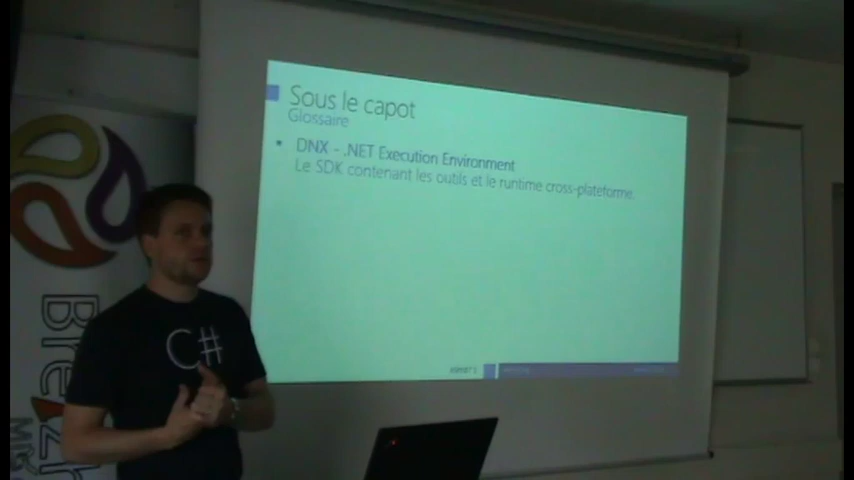 Sous le capot
Glossaire
• DNX - .NET Execution Environment
Le SDK contenant les outils et le runtime cross-plateforme.
C#